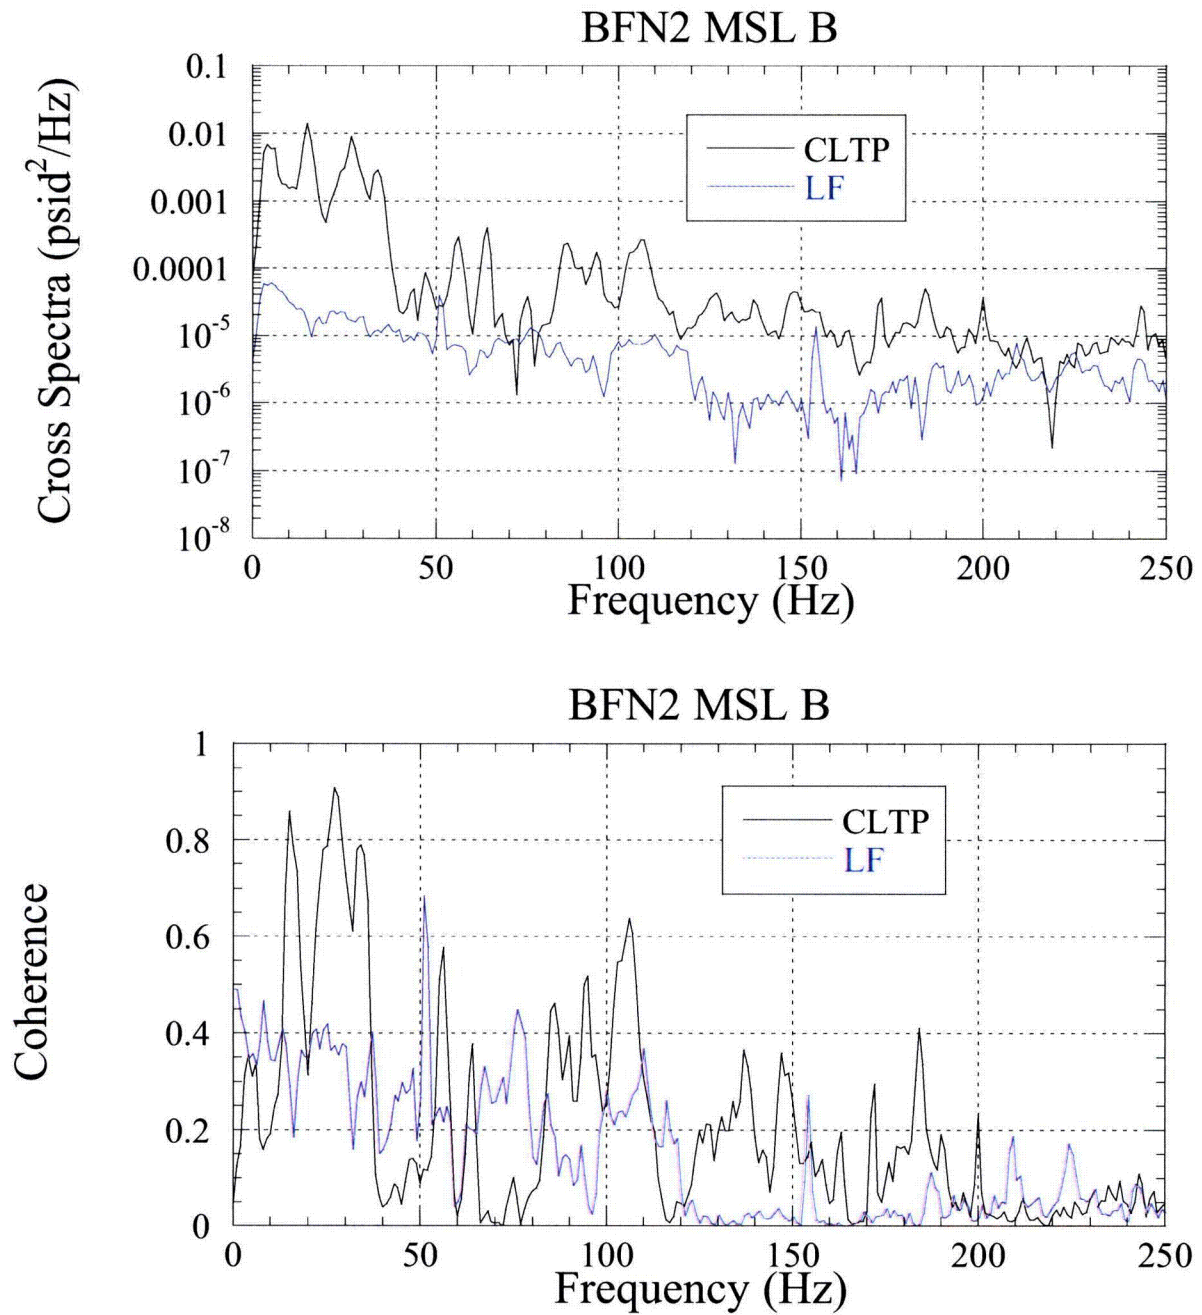 BFN2 MSL B
Cross Spectra (psid²/Hz)
0.1
0.01
0.001
0.0001
10⁻⁵
10⁻⁶
10⁻⁷
10⁻⁸
CLTP
LF
0 50 100 150 200 250
Frequency (Hz)
BFN2 MSL B
Coherence
1
0.8
0.6
0.4
0.2
0
CLTP
LF
0 50 100 150 200 250
Frequency (Hz)